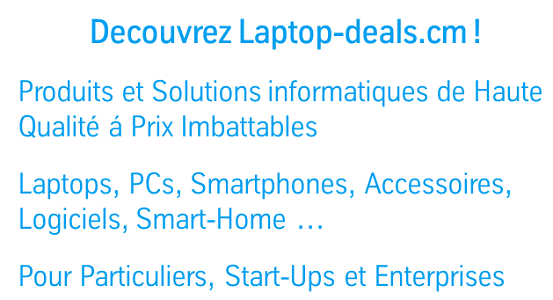 Decouvrez Laptop-deals.cm !
Produits et Solutions informatiques de Haute
Qualité á Prix Imbattables
Laptops, PCs, Smartphones, Accessoires,
Logiciels, Smart-Home ...
Pour Particuliers, Start-Ups et Enterprises